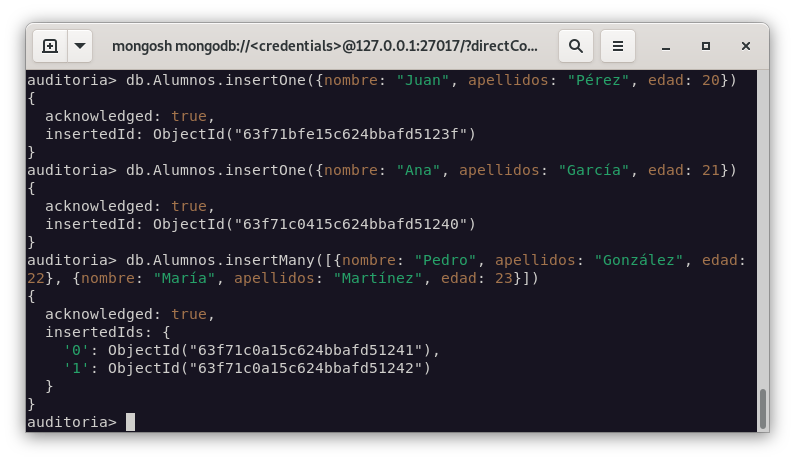 mongosh mongodb://<credentials>@127.0.0.1:27017/?directCo...
auditoria> db.Alumnos.insertOne({nombre: "Juan", apellidos: "Pérez", edad: 20})
{
  acknowledged: true,
  insertedId: ObjectId("63f71bfe15c624bbafd5123f")
}
auditoria> db.Alumnos.insertOne({nombre: "Ana", apellidos: "García", edad: 21})
{
  acknowledged: true,
  insertedId: ObjectId("63f71c0415c624bbafd51240")
}
auditoria> db.Alumnos.insertMany([{nombre: "Pedro", apellidos: "González", edad:
22}, {nombre: "María", apellidos: "Martínez", edad: 23}])
{
  acknowledged: true,
  insertedIds: {
    '0': ObjectId("63f71c0a15c624bbafd51241"),
    '1': ObjectId("63f71c0a15c624bbafd51242")
  }
}
auditoria>